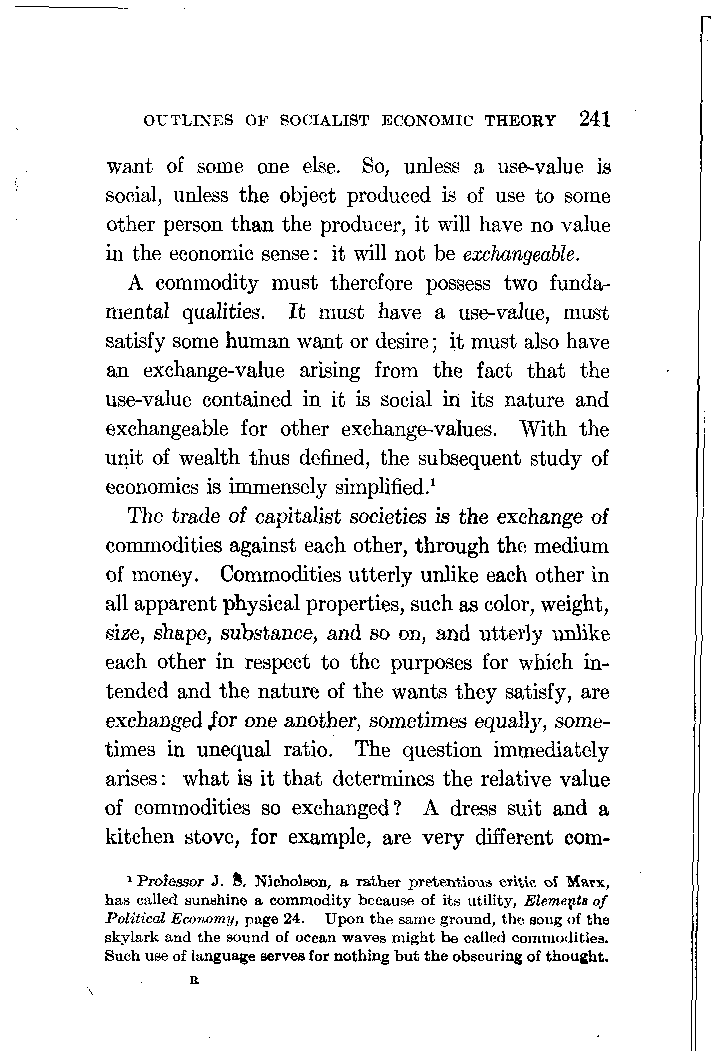 OUTLINES OF SOCIALIST ECONOMIC THEORY 241
want of some one else. So, unless a use-value is
social, unless the object produced is of use to some
other person than the producer, it will have no value
in the economic sense: it will not be exchangeable.
A commodity must therefore possess two funda-
mental qualities. It must have a use-value, must
satisfy some human want or desire; it must also have
an exchange-value arising from the fact that the
use-value contained in it is social in its nature and
exchangeable for other exchange-values. With the
unit of wealth thus defined, the subsequent study of
economics is immensely simplified.¹
The trade of capitalist societies is the exchange of
commodities against each other, through the medium
of money. Commodities utterly unlike each other in
all apparent physical properties, such as color, weight,
size, shape, substance, and so on, and utterly unlike
each other in respect to the purposes for which in-
tended and the nature of the wants they satisfy, are
exchanged for one another, sometimes equally, some-
times in unequal ratio. The question immediately
arises: what is it that determines the relative value
of commodities so exchanged? A dress suit and a
kitchen stove, for example, are very different com-
¹ Professor J. S. Nicholson, a rather pretentious critic of Marx,
has called sunshine a commodity because of its utility, Elements of
Political Economy, page 24. Upon the same ground, the song of the
skylark and the sound of ocean waves might be called commodities.
Such use of language serves for nothing but the obscuring of thought.
R